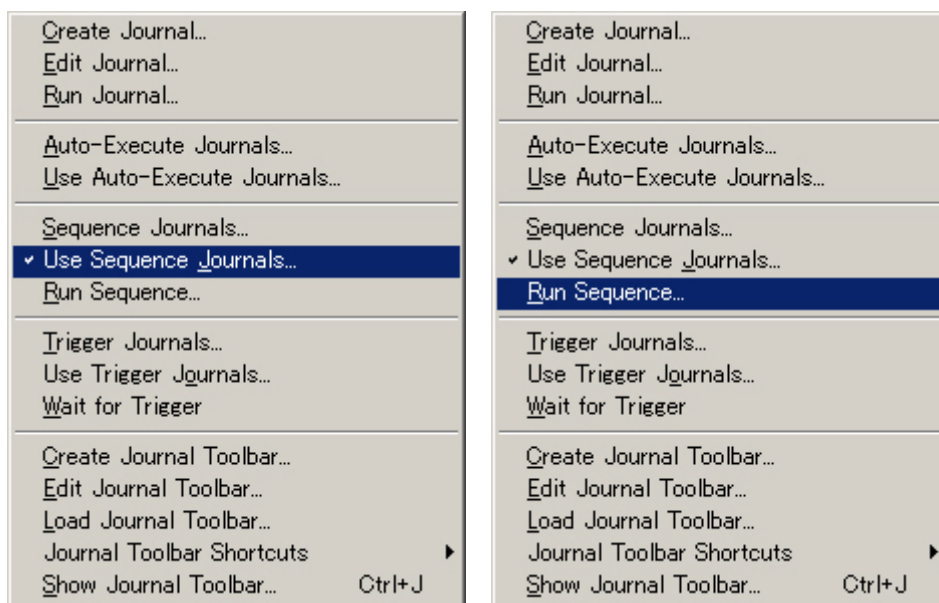 Create Journal...
Edit Journal...
Run Journal...
Auto-Execute Journals...
Use Auto-Execute Journals...
Sequence Journals...
✓ Use Sequence Journals...
Run Sequence...
Trigger Journals...
Use Trigger Journals...
Wait for Trigger
Create Journal Toolbar...
Edit Journal Toolbar...
Load Journal Toolbar...
Journal Toolbar Shortcuts
Show Journal Toolbar... Ctrl+J
Create Journal...
Edit Journal...
Run Journal...
Auto-Execute Journals...
Use Auto-Execute Journals...
Sequence Journals...
✓ Use Sequence Journals...
Run Sequence...
Trigger Journals...
Use Trigger Journals...
Wait for Trigger
Create Journal Toolbar...
Edit Journal Toolbar...
Load Journal Toolbar...
Journal Toolbar Shortcuts
Show Journal Toolbar... Ctrl+J